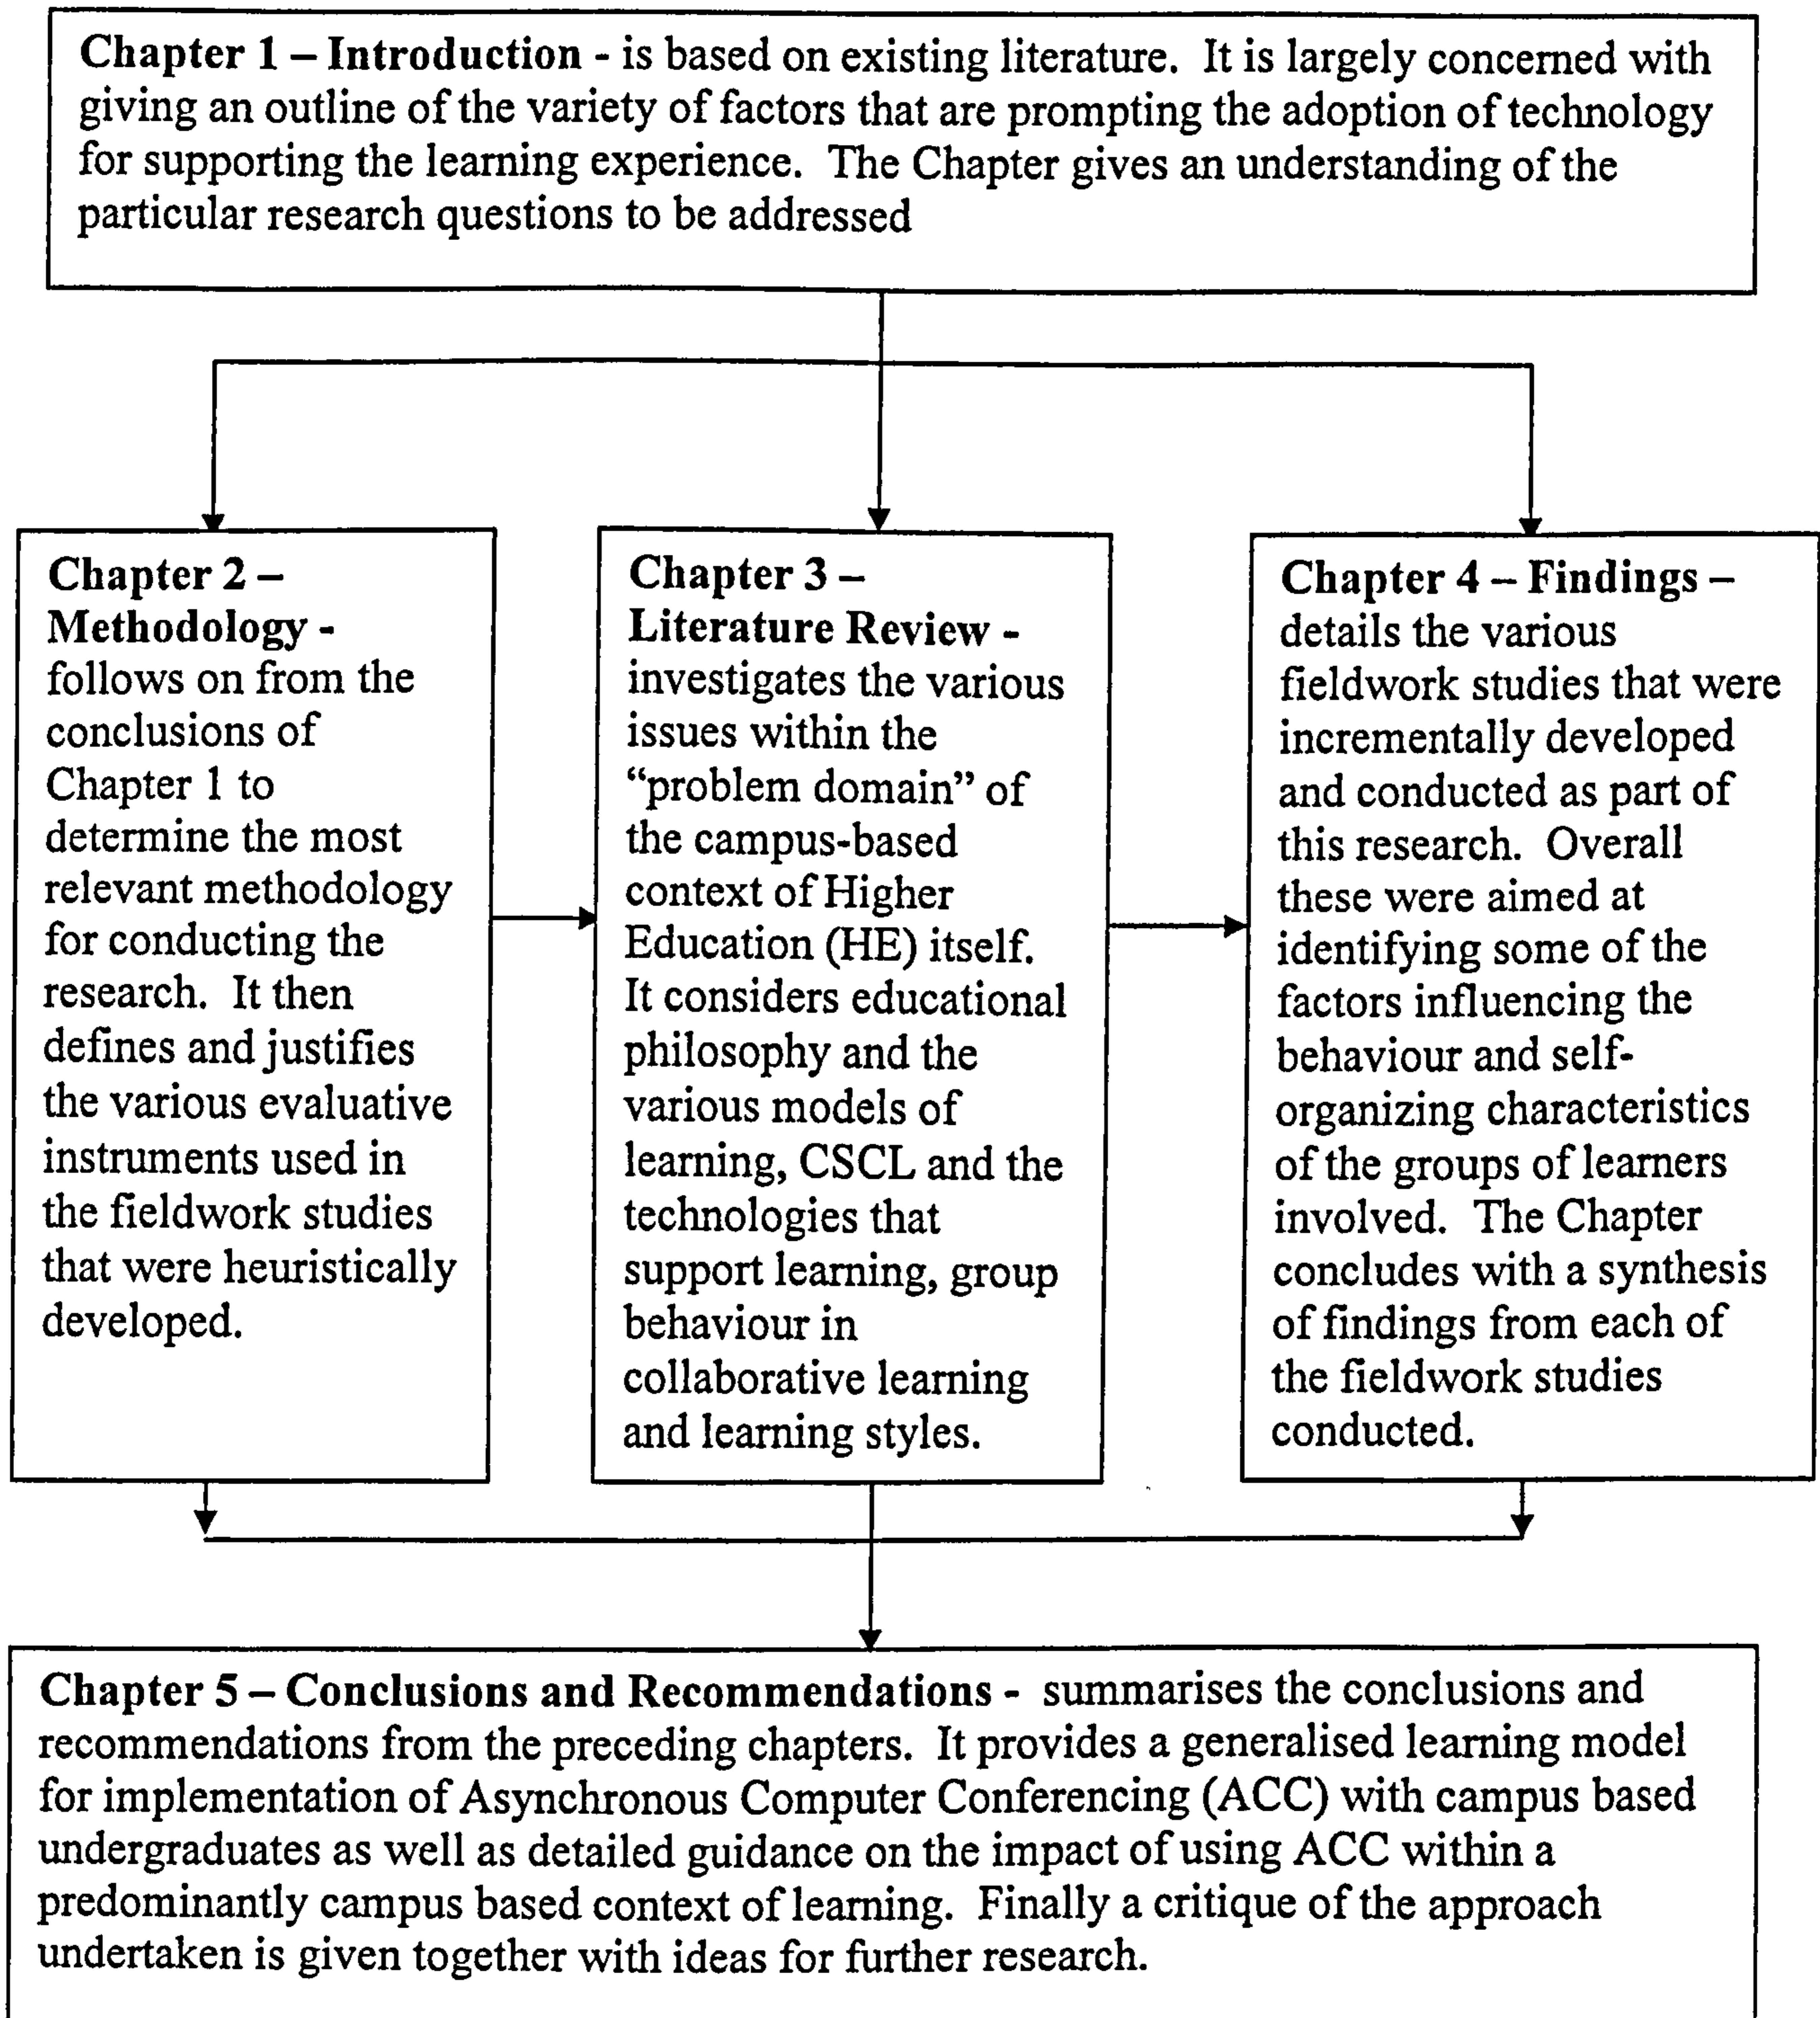 Chapter 1 – Introduction - is based on existing literature. It is largely concerned with
giving an outline of the variety of factors that are prompting the adoption of technology
for supporting the learning experience. The Chapter gives an understanding of the
particular research questions to be addressed
Chapter 2 –
Methodology -
follows on from the
conclusions of
Chapter 1 to
determine the most
relevant methodology
for conducting the
research. It then
defines and justifies
the various evaluative
instruments used in
the fieldwork studies
that were heuristically
developed.
Chapter 3 –
Literature Review -
investigates the various
issues within the
“problem domain” of
the campus-based
context of Higher
Education (HE) itself.
It considers educational
philosophy and the
various models of
learning, CSCL and the
technologies that
support learning, group
behaviour in
collaborative learning
and learning styles.
Chapter 4 – Findings –
details the various
fieldwork studies that were
incrementally developed
and conducted as part of
this research. Overall
these were aimed at
identifying some of the
factors influencing the
behaviour and self-
organizing characteristics
of the groups of learners
involved. The Chapter
concludes with a synthesis
of findings from each of
the fieldwork studies
conducted.
Chapter 5 – Conclusions and Recommendations - summarises the conclusions and
recommendations from the preceding chapters. It provides a generalised learning model
for implementation of Asynchronous Computer Conferencing (ACC) with campus based
undergraduates as well as detailed guidance on the impact of using ACC within a
predominantly campus based context of learning. Finally a critique of the approach
undertaken is given together with ideas for further research.